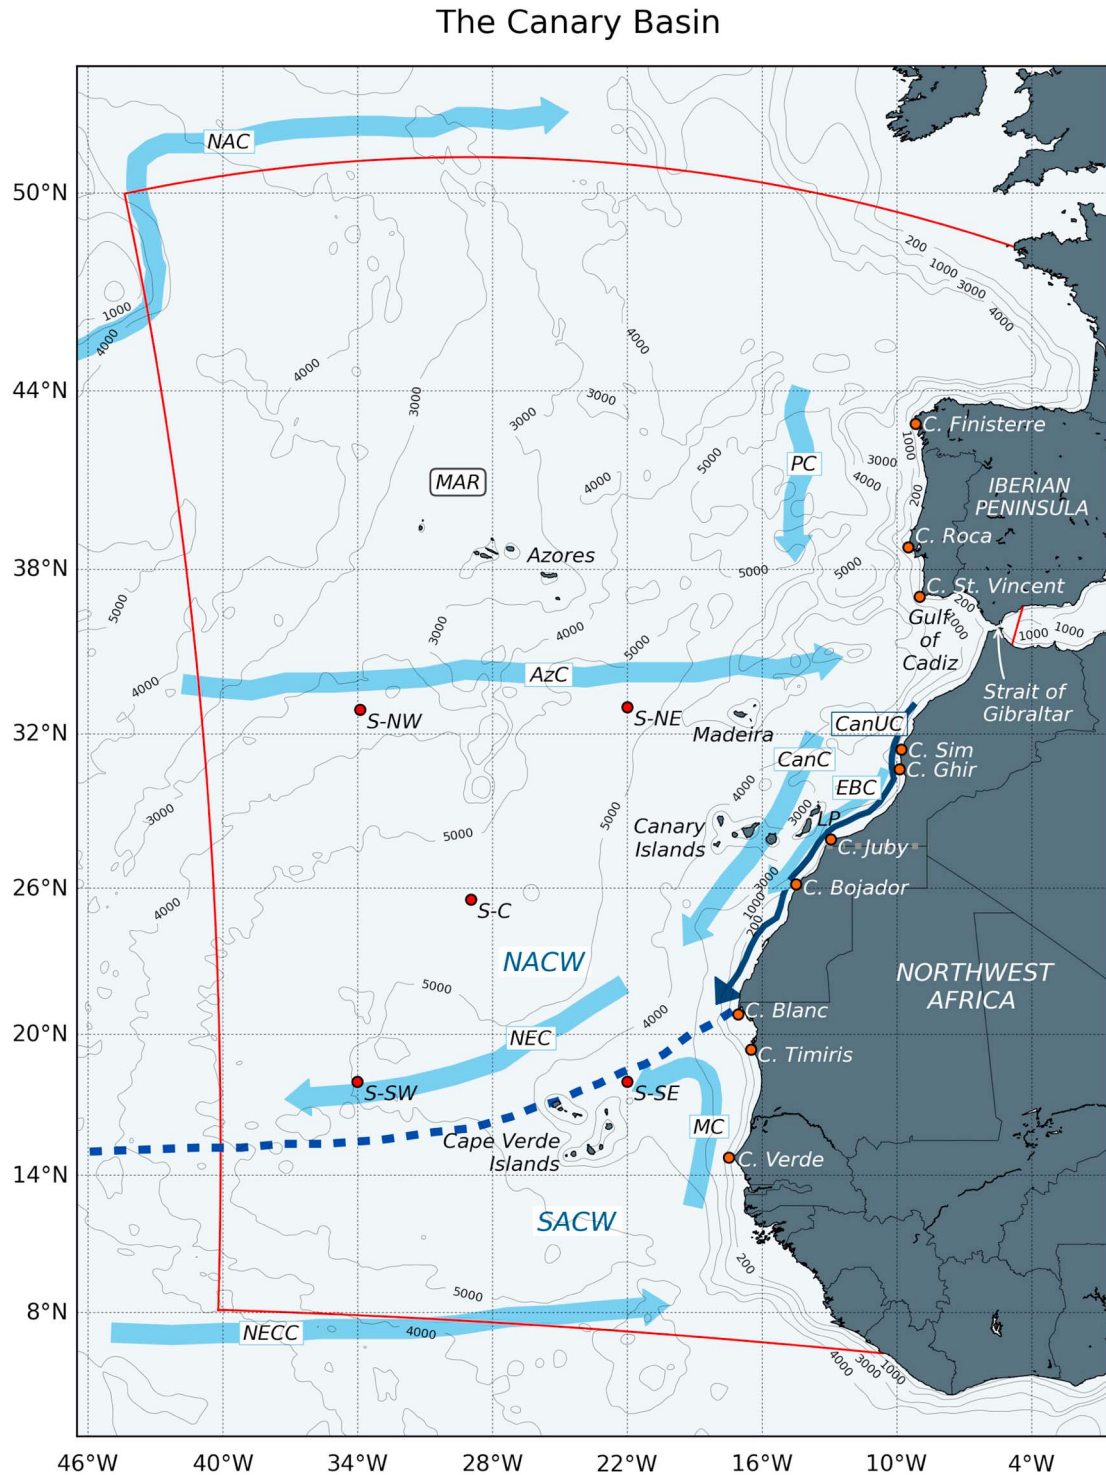 The Canary Basin
NAC
50°N
200
1000
3000
4000
1000
4000
4000
4000
3000
3000
3000
44°N
C. Finisterre
1000
PC
3000
5000
4000
4000
200
MAR
IBERIAN
PENINSULA
C. Roca
Azores
38°N
5000
5000
C. St. Vincent
200
5000
3000
4000
5000
1000
1000
1000
Gulf
of
Cadiz
AzC
4000
Strait of
Gibraltar
S-NW
S-NE
Madeira
32°N
CanUC
C. Sim
CanC
C. Ghir
4000
EBC
3000
3000
5000
LP
5000
Canary
Islands
C. Juby
26°N
3000
C. Bojador
1000
4000
S-C
200
NACW
NORTHWEST
AFRICA
5000
4000
C. Blanc
20°N
NEC
C. Timiris
S-SW
S-SE
MC
Cape Verde
Islands
C. Verde
14°N
SACW
200
5000
8°N
NECC
4000
4000
3000
1000
46°W
40°W
34°W
28°W
22°W
16°W
10°W
4°W